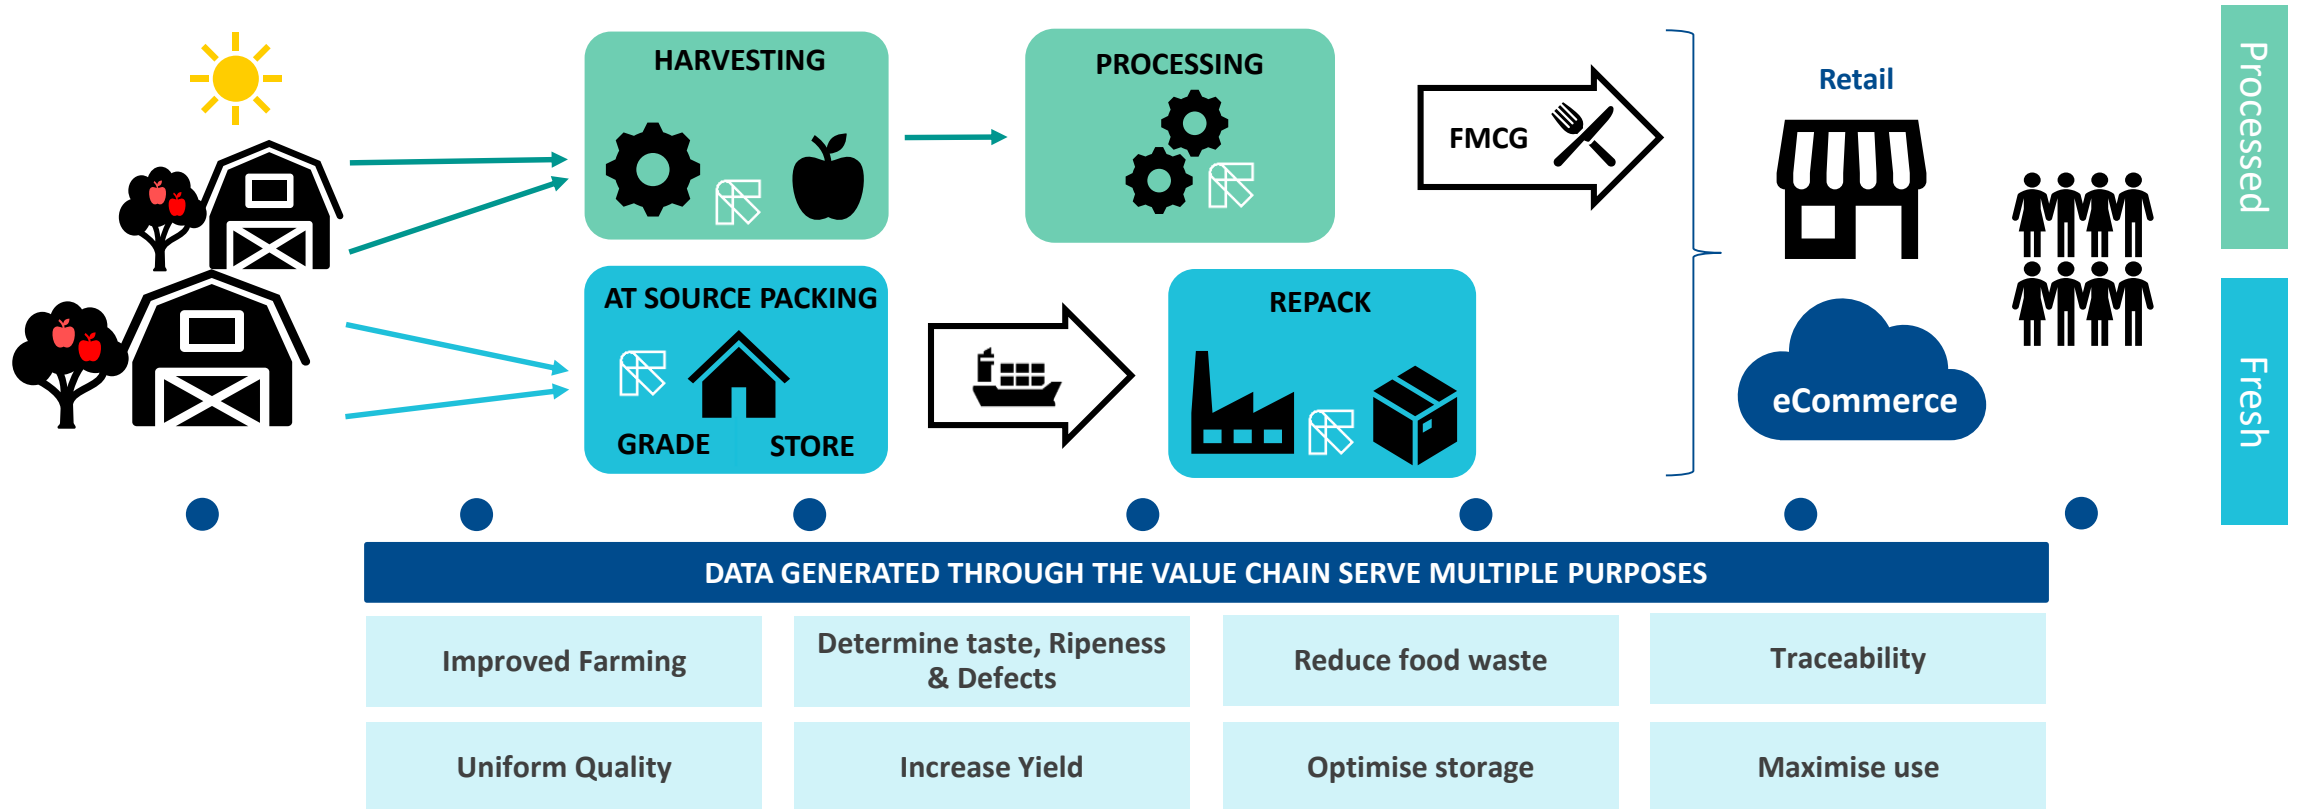 HARVESTING
PROCESSING
FMCG
Retail
Processed
AT SOURCE PACKING
GRADE
STORE
REPACK
eCommerce
Fresh
DATA GENERATED THROUGH THE VALUE CHAIN SERVE MULTIPLE PURPOSES
Improved Farming
Determine taste, Ripeness
& Defects
Reduce food waste
Traceability
Uniform Quality
Increase Yield
Optimise storage
Maximise use